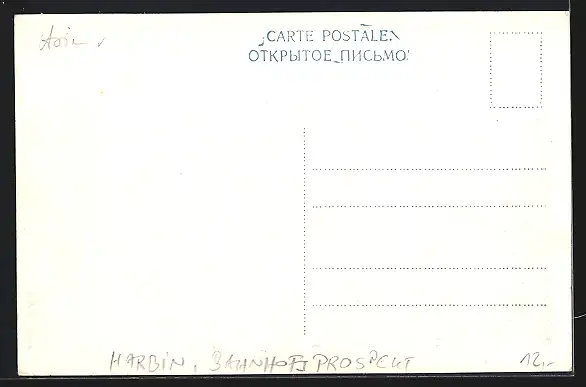 CARTE POSTALE
ОТКРЫТОЕ ПИСЬМО
HARBIN, BAHNHOFSPROSPEKT
12,-